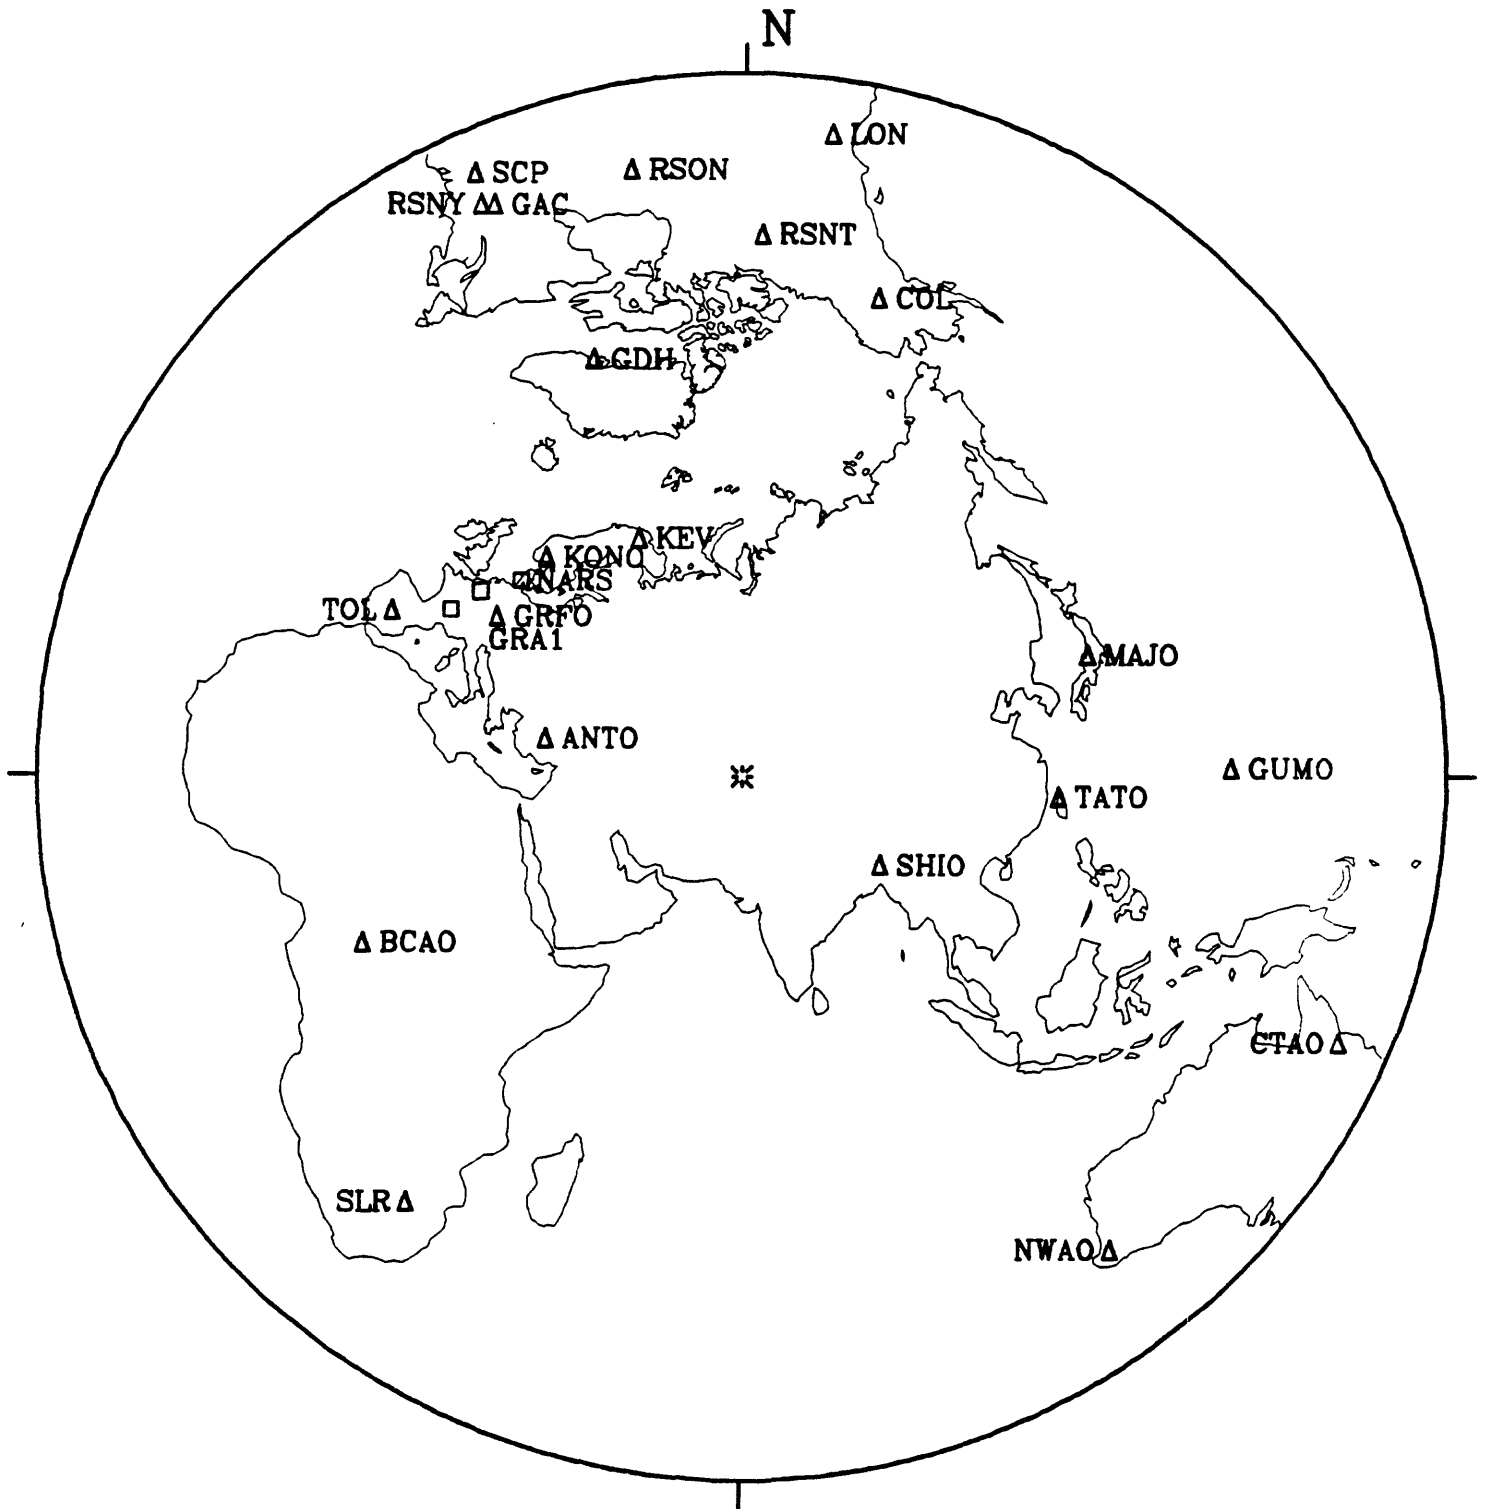 N
LON
SCP
RSON
RSNY GAC
RSNT
COL
GDH
KEV
KONO
NARS
TOL
GRFO
GRA1
MAJO
ANTO
GUMO
TATO
SHIO
BCAO
CTAO
SLR
NWAO